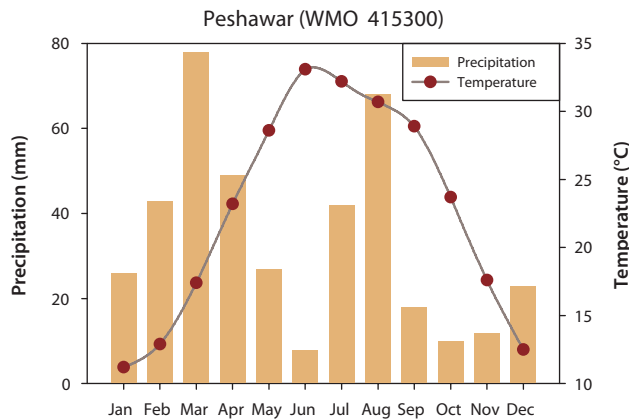 Peshawar (WMO 415300)
Precipitation
Temperature
Precipitation (mm)
80
60
40
20
0
Temperature (°C)
35
30
25
20
15
10
Jan Feb Mar Apr May Jun Jul Aug Sep Oct Nov Dec